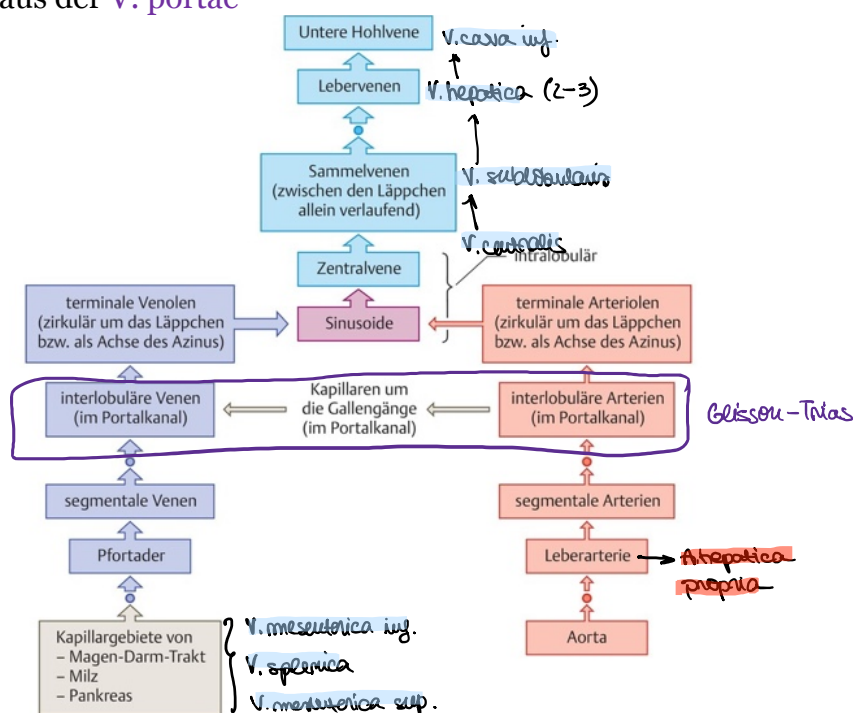 aus der V. portae
Untere Hohlvene
V. cava inf.
Lebervenen
V. hepatica (2-3)
Sammelvenen
(zwischen den Läppchen
allein verlaufend)
V. sublobularis
V. centralis
intralobulär
Zentralvene
terminale Venolen
(zirkulär um das Läppchen
bzw. als Achse des Azinus)
Sinusoide
terminale Arteriolen
(zirkulär um das Läppchen
bzw. als Achse des Azinus)
interlobuläre Venen
(im Portalkanal)
Kapillaren um
die Gallengänge
(im Portalkanal)
interlobuläre Arterien
(im Portalkanal)
Glisson-Trias
segmentale Venen
segmentale Arterien
Pfortader
Leberarterie
A. hepatica
propria
Kapillargebiete von
– Magen-Darm-Trakt
– Milz
– Pankreas
V. mesenterica inf.
V. splenica
V. mesenterica sup.
Aorta